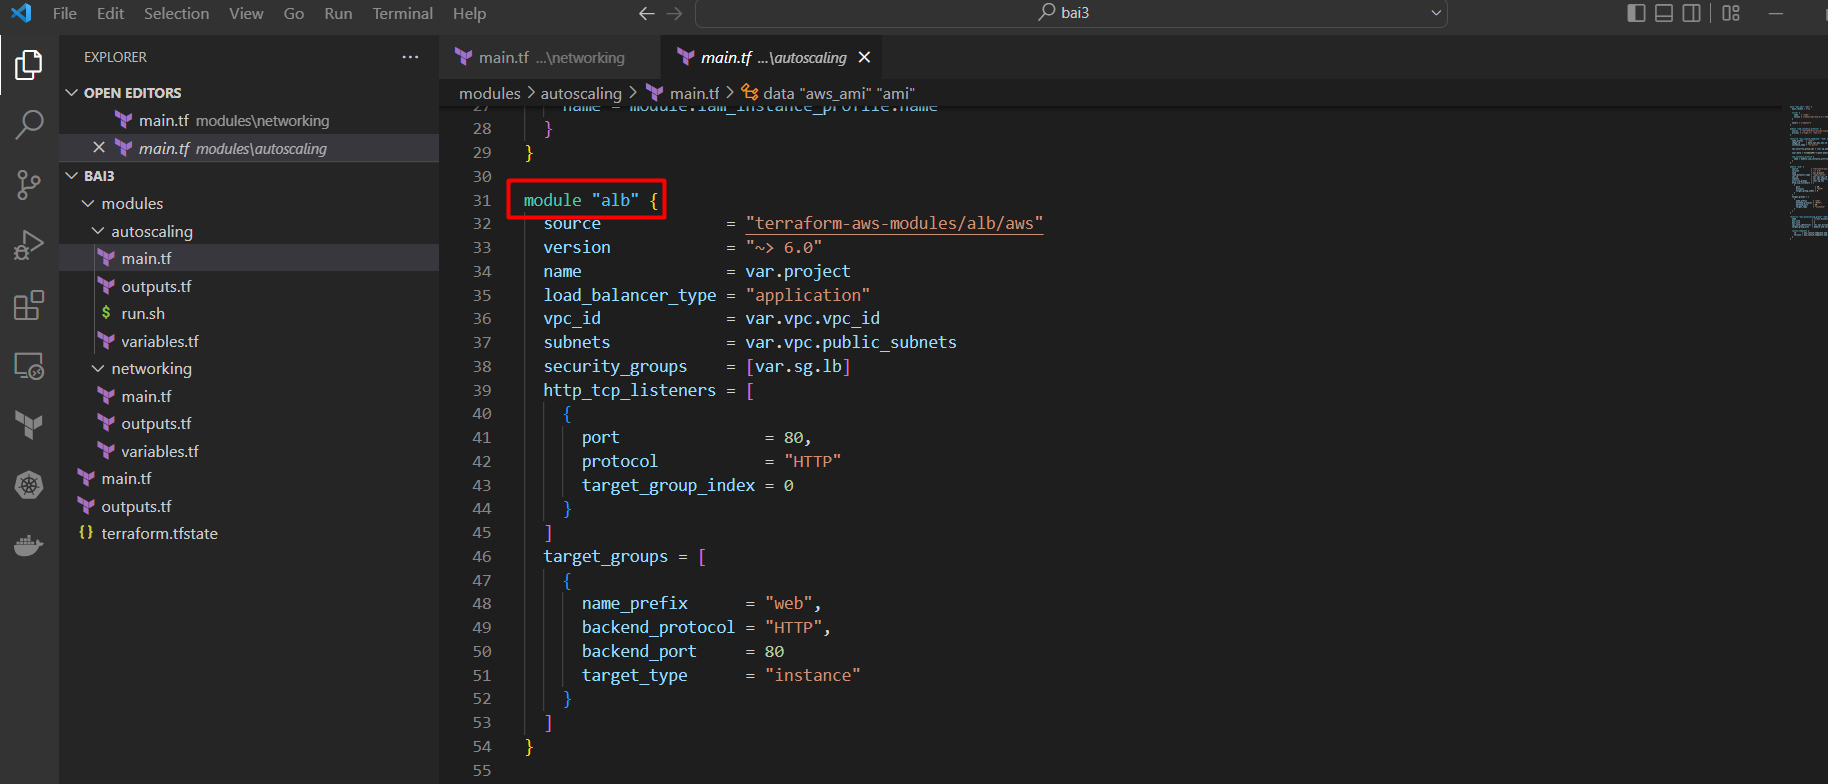 File Edit Selection View Go Run Terminal Help
bai3
EXPLORER
OPEN EDITORS
main.tf modules\networking
main.tf modules\autoscaling
BAI3
modules
autoscaling
main.tf
outputs.tf
$ run.sh
variables.tf
networking
main.tf
outputs.tf
variables.tf
main.tf
outputs.tf
{} terraform.tfstate
main.tf ...\networking
main.tf ...\autoscaling
modules > autoscaling > main.tf > data "aws_ami" "ami"
27 name = module.iam_instance_profile.name
28 }
29 }
30
31 module "alb" {
32 source = "terraform-aws-modules/alb/aws"
33 version = "~> 6.0"
34 name = var.project
35 load_balancer_type = "application"
36 vpc_id = var.vpc.vpc_id
37 subnets = var.vpc.public_subnets
38 security_groups = [var.sg.lb]
39 http_tcp_listeners = [
40 {
41 port = 80,
42 protocol = "HTTP"
43 target_group_index = 0
44 }
45 ]
46 target_groups = [
47 {
48 name_prefix = "web",
49 backend_protocol = "HTTP",
50 backend_port = 80
51 target_type = "instance"
52 }
53 ]
54 }
55